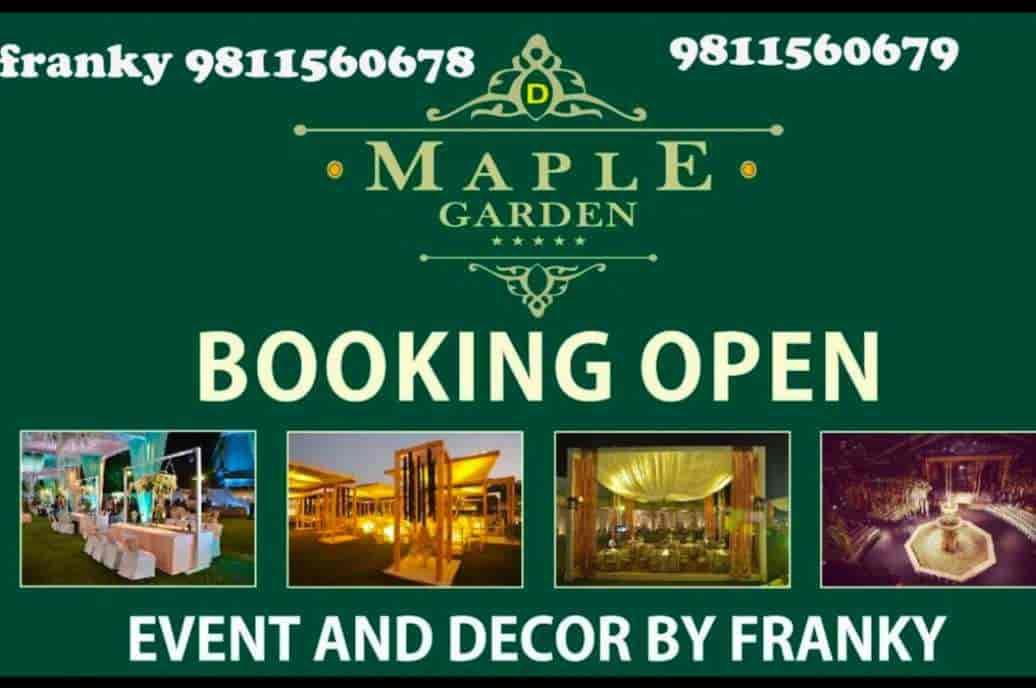 franky 9811560678
9811560679
D
MAPLE
GARDEN
BOOKING OPEN
EVENT AND DECOR BY FRANKY